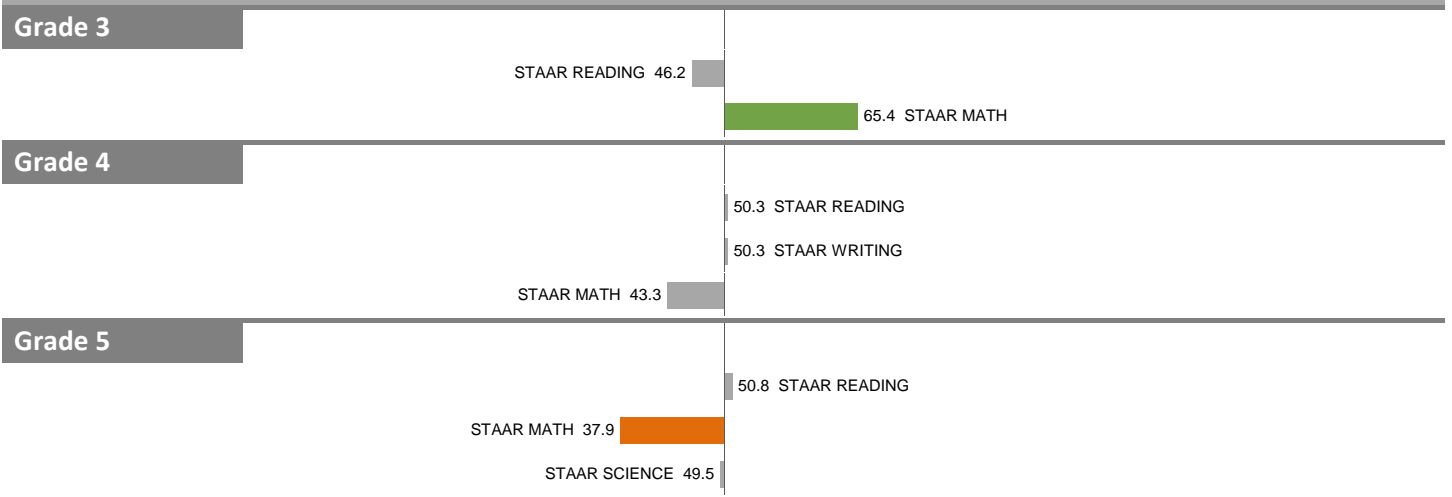 Grade 3
STAAR READING 46.2
65.4 STAAR MATH
Grade 4
50.3 STAAR READING
50.3 STAAR WRITING
STAAR MATH 43.3
Grade 5
50.8 STAAR READING
STAAR MATH 37.9
STAAR SCIENCE 49.5